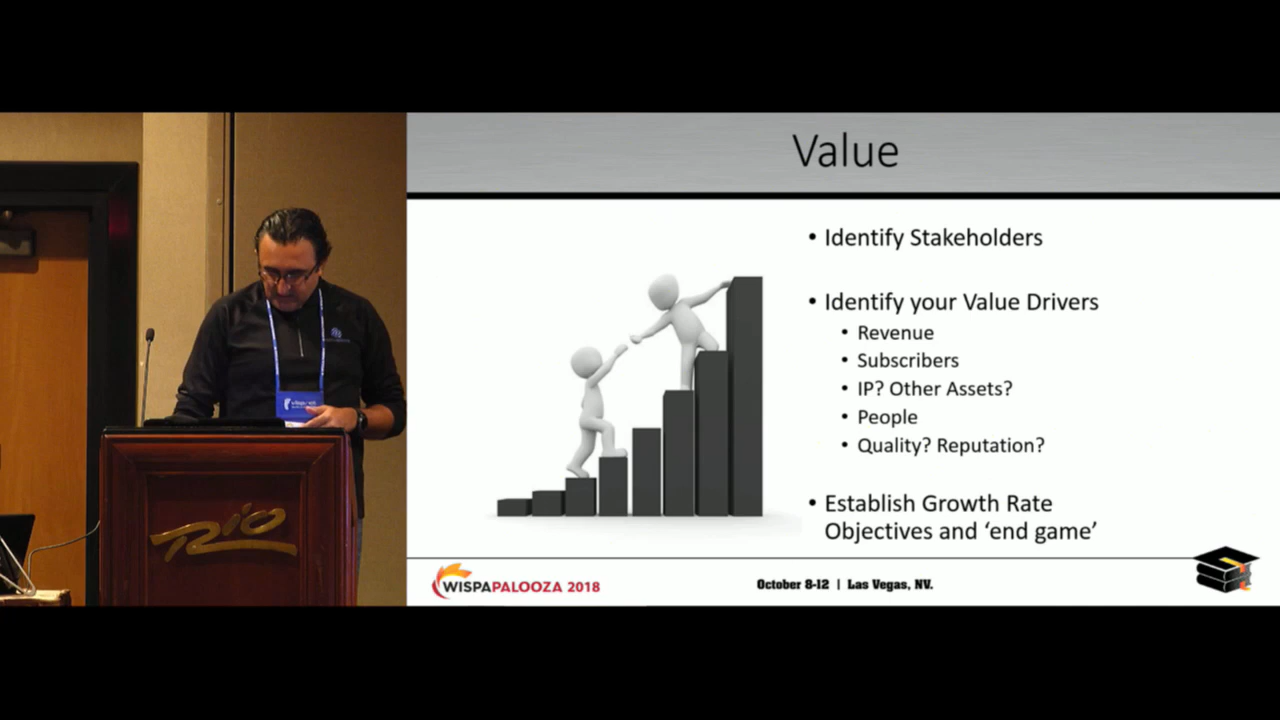 Value
• Identify Stakeholders
• Identify your Value Drivers
• Revenue
• Subscribers
• IP? Other Assets?
• People
• Quality? Reputation?
• Establish Growth Rate
Objectives and ‘end game’
WISPAPALOOZA 2018
October 8-12 | Las Vegas, NV.
RIO